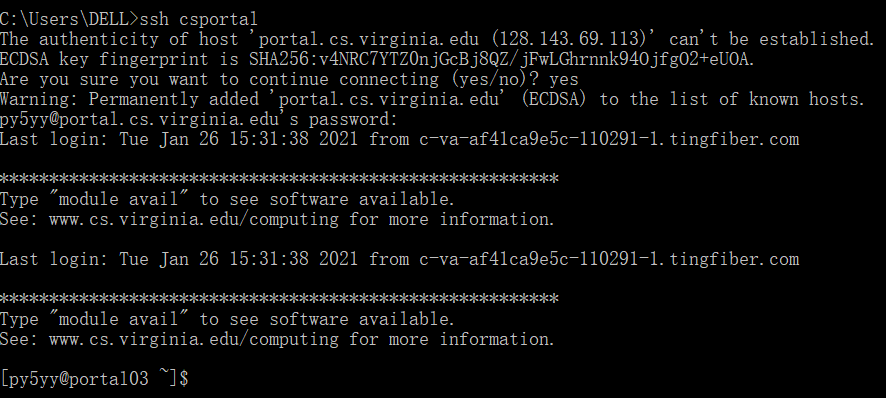 C:\Users\DELL>ssh csportal
The authenticity of host 'portal.cs.virginia.edu (128.143.69.113)' can't be established.
ECDSA key fingerprint is SHA256:v4NRC7YTZ0njGcBj8QZ/jFwLGhrnnk94OjfgO2+eUOA.
Are you sure you want to continue connecting (yes/no)? yes
Warning: Permanently added 'portal.cs.virginia.edu' (ECDSA) to the list of known hosts.
py5yy@portal.cs.virginia.edu's password:
Last login: Tue Jan 26 15:31:38 2021 from c-va-af41ca9e5c-110291-1.tingfiber.com
********************************************************
Type "module avail" to see software available.
See: www.cs.virginia.edu/computing for more information.
Last login: Tue Jan 26 15:31:38 2021 from c-va-af41ca9e5c-110291-1.tingfiber.com
********************************************************
Type "module avail" to see software available.
See: www.cs.virginia.edu/computing for more information.
[py5yy@portal03 ~]$